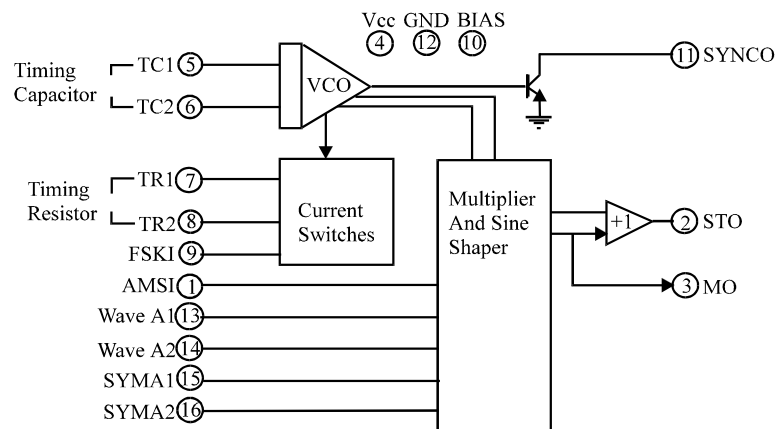 Vcc GND BIAS
4 12 10
Timing
Capacitor
TC1 5
TC2 6
VCO
11 SYNCO
Timing
Resistor
TR1 7
TR2 8
FSKI 9
Current
Switches
Multiplier
And Sine
Shaper
+1
2 STO
3 MO
AMSI 1
Wave A1 13
Wave A2 14
SYMA1 15
SYMA2 16